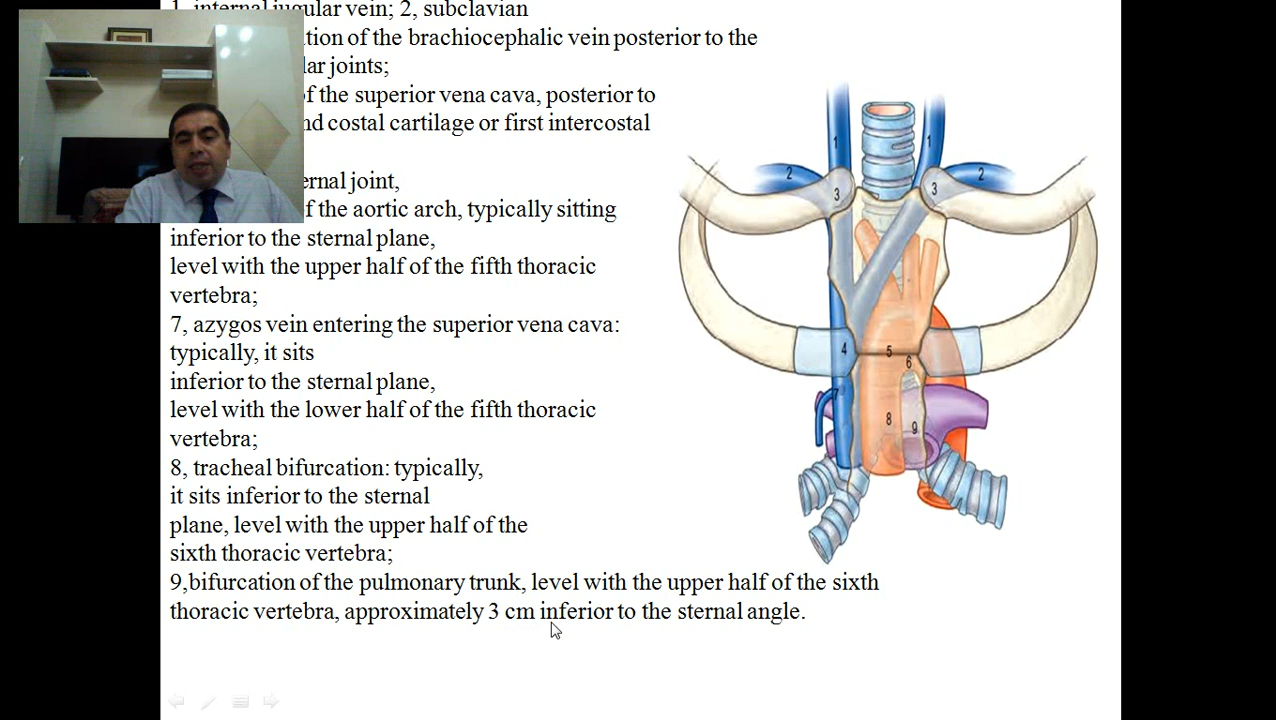 1, internal jugular vein; 2, subclavian
tion of the brachiocephalic vein posterior to the
lar joints;
of the superior vena cava, posterior to
nd costal cartilage or first intercostal
ernal joint,
of the aortic arch, typically sitting
inferior to the sternal plane,
level with the upper half of the fifth thoracic
vertebra;
7, azygos vein entering the superior vena cava:
typically, it sits
inferior to the sternal plane,
level with the lower half of the fifth thoracic
vertebra;
8, tracheal bifurcation: typically,
it sits inferior to the sternal
plane, level with the upper half of the
sixth thoracic vertebra;
9,bifurcation of the pulmonary trunk, level with the upper half of the sixth
thoracic vertebra, approximately 3 cm inferior to the sternal angle.
1 1
2 2
3 3
4 5 6
7
8 9